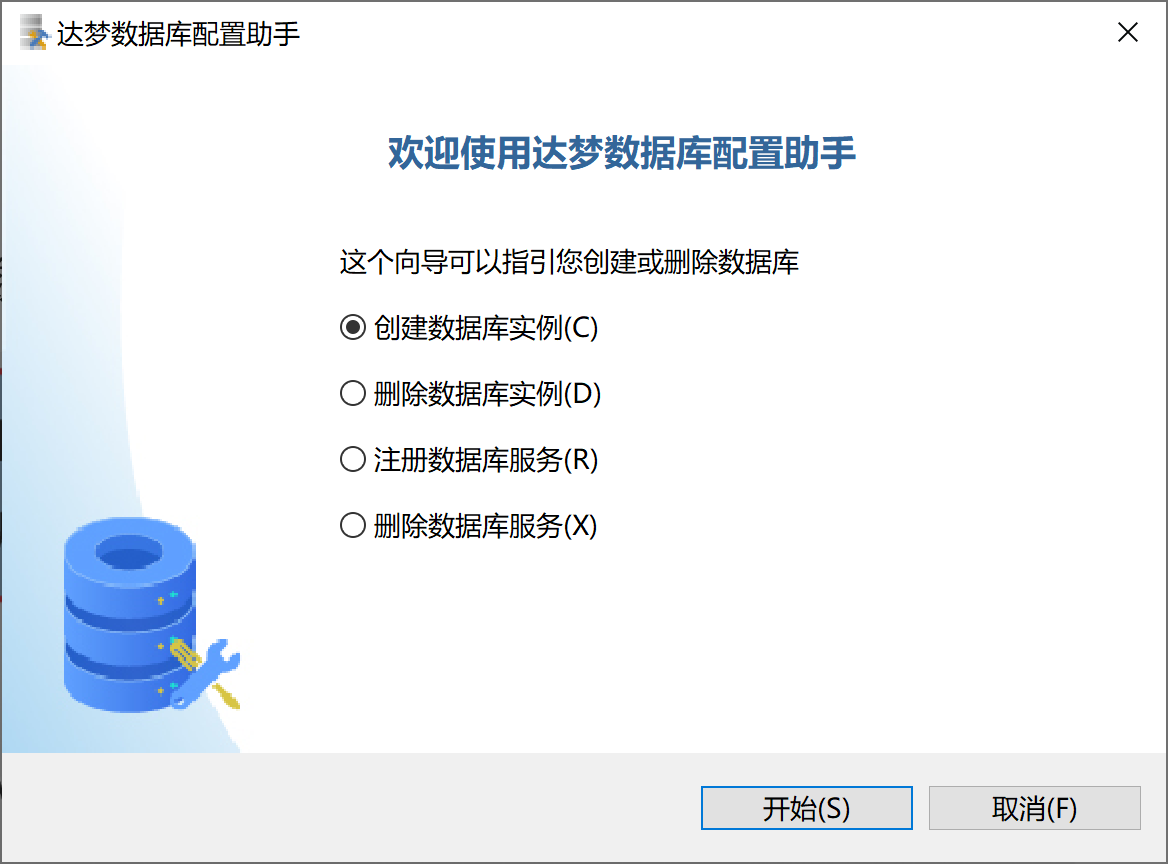 达梦数据库配置助手
欢迎使用达梦数据库配置助手
这个向导可以指引您创建或删除数据库
创建数据库实例(C)
删除数据库实例(D)
注册数据库服务(R)
删除数据库服务(X)
开始(S)
取消(F)